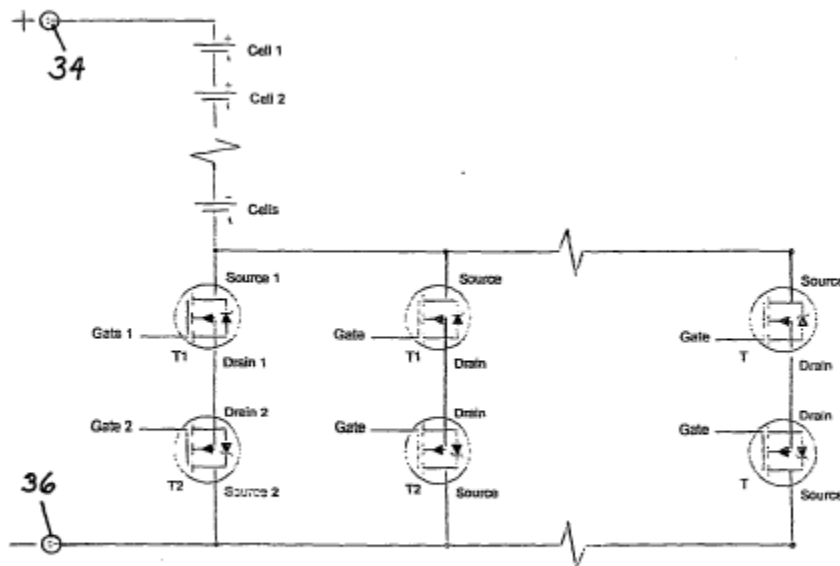 +
34
+
Cell 1
+
Cell 2
Cells
Source 1
Source
Source
Gate 1
Gate
Gate
T1
T1
T
Drain 1
Drain
Drain
Drain 2
Drain
Drain
Gate 2
Gate
Gate
T2
T2
T
Source 2
Source
Source
36
–